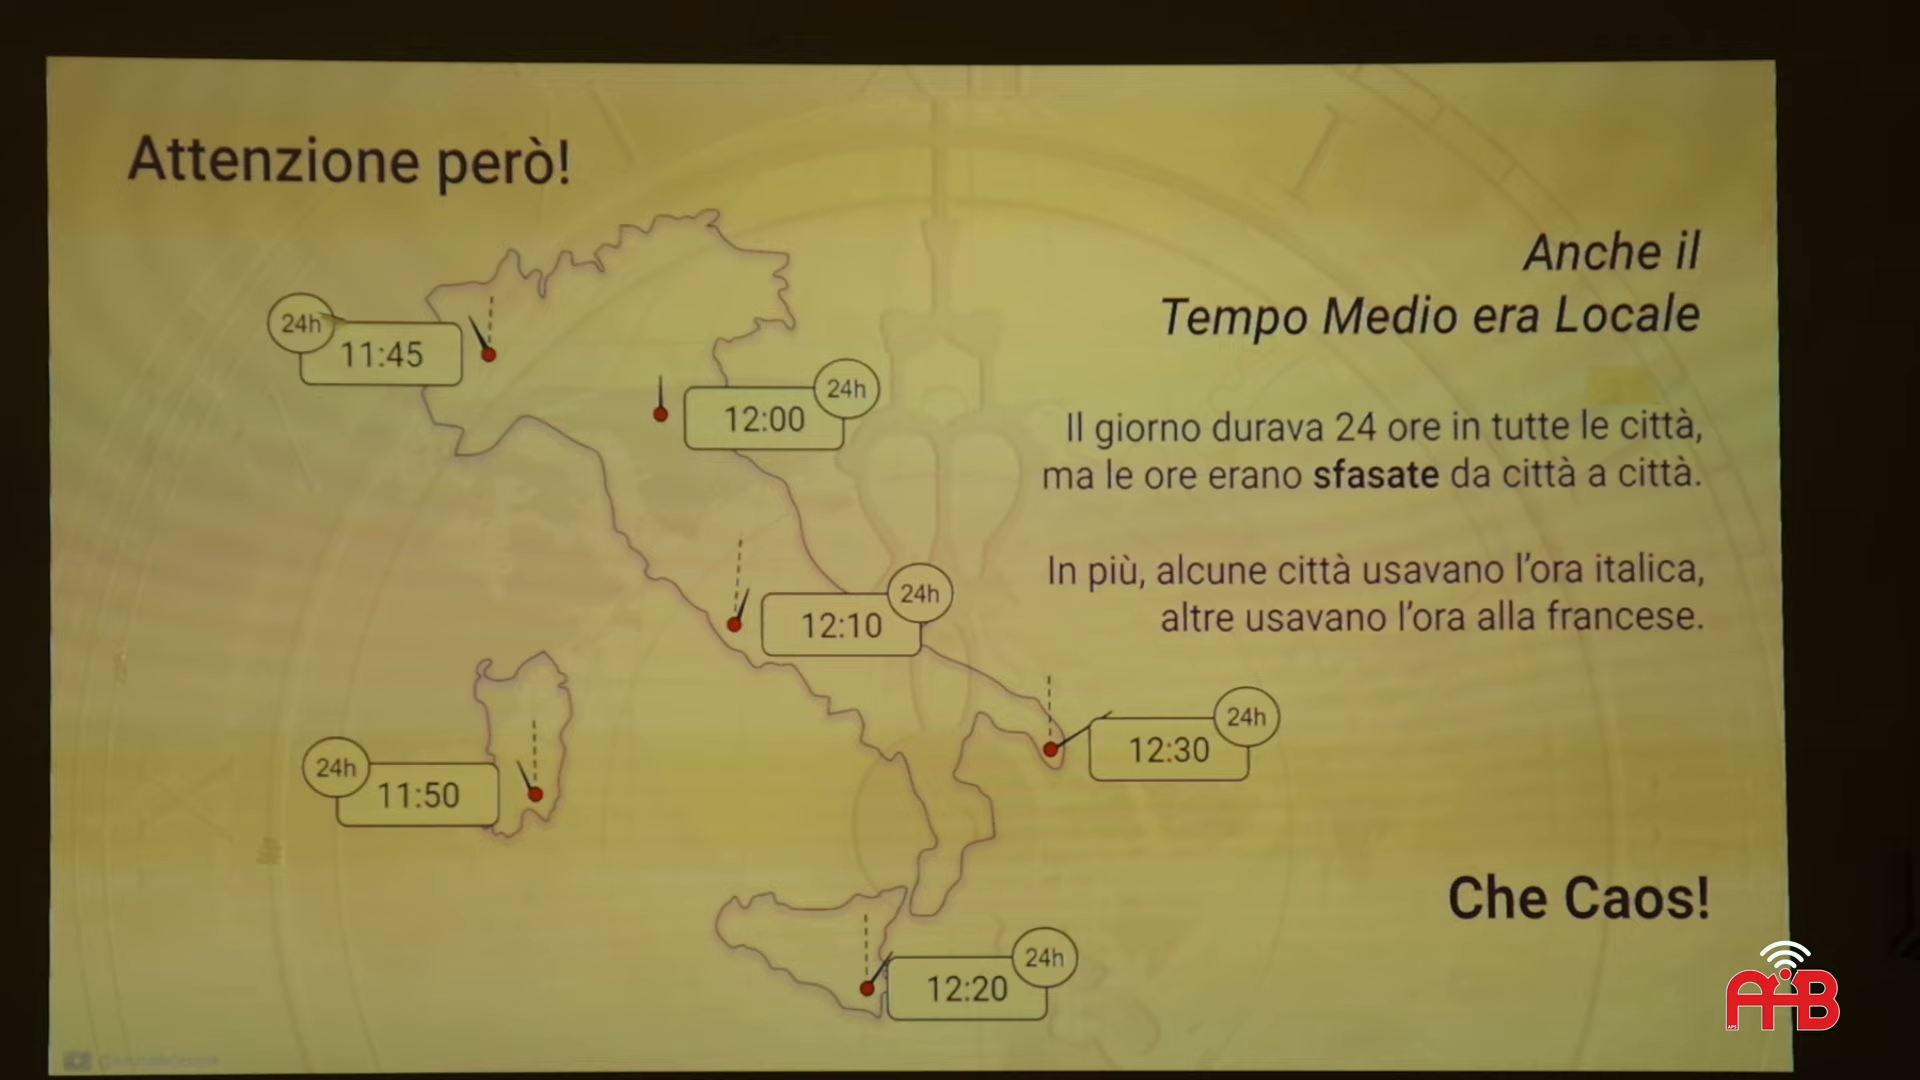 Attenzione però!
Anche il
Tempo Medio era Locale
24h
11:45
24h
12:00
Il giorno durava 24 ore in tutte le città,
ma le ore erano sfasate da città a città.
In più, alcune città usavano l'ora italica,
altre usavano l'ora alla francese.
24h
12:10
24h
12:30
24h
11:50
24h
12:20
Che Caos!
AIB
APS